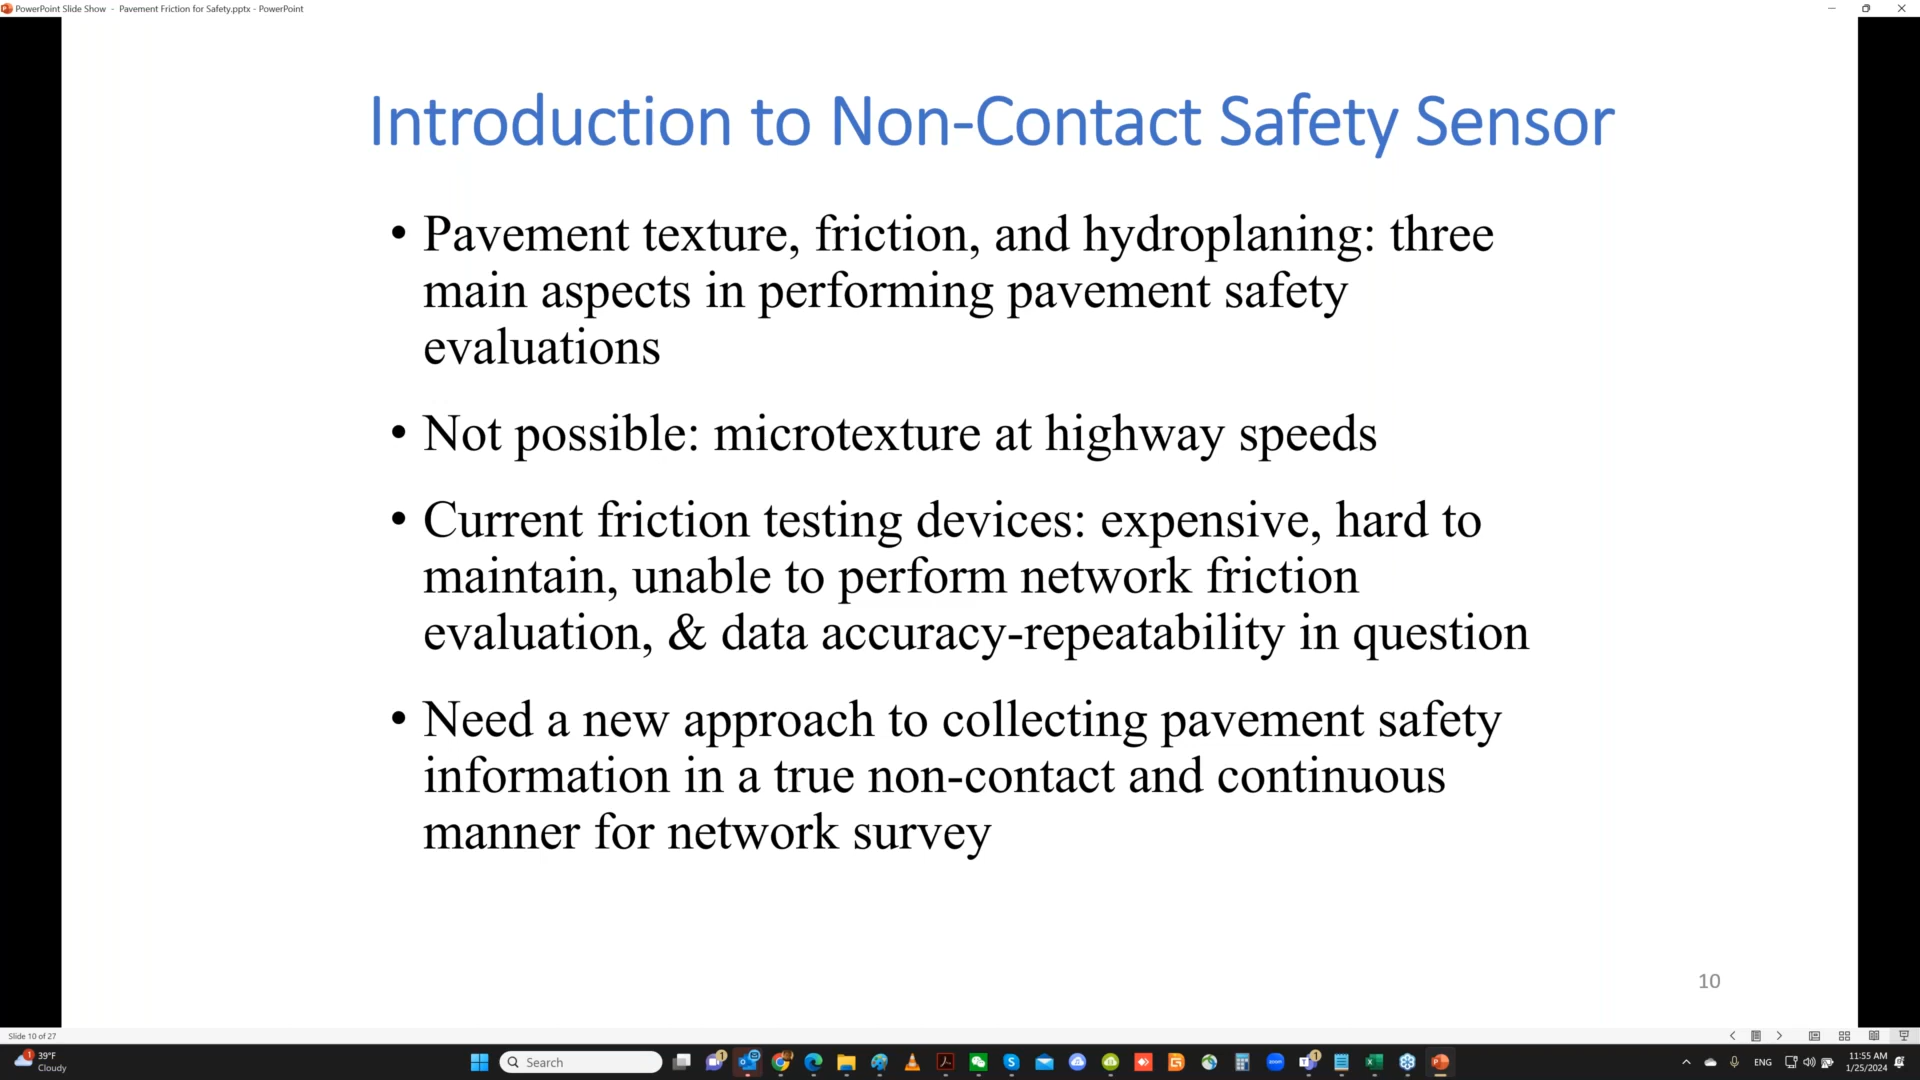 PowerPoint Slide Show - Pavement Friction for Safety.pptx - PowerPoint
Introduction to Non-Contact Safety Sensor
• Pavement texture, friction, and hydroplaning: three
main aspects in performing pavement safety
evaluations
• Not possible: microtexture at highway speeds
• Current friction testing devices: expensive, hard to
maintain, unable to perform network friction
evaluation, & data accuracy-repeatability in question
• Need a new approach to collecting pavement safety
information in a true non-contact and continuous
manner for network survey
10
Slide 10 of 27
1
39°F
Cloudy
Search
1
1
ENG
11:55 AM
1/25/2024